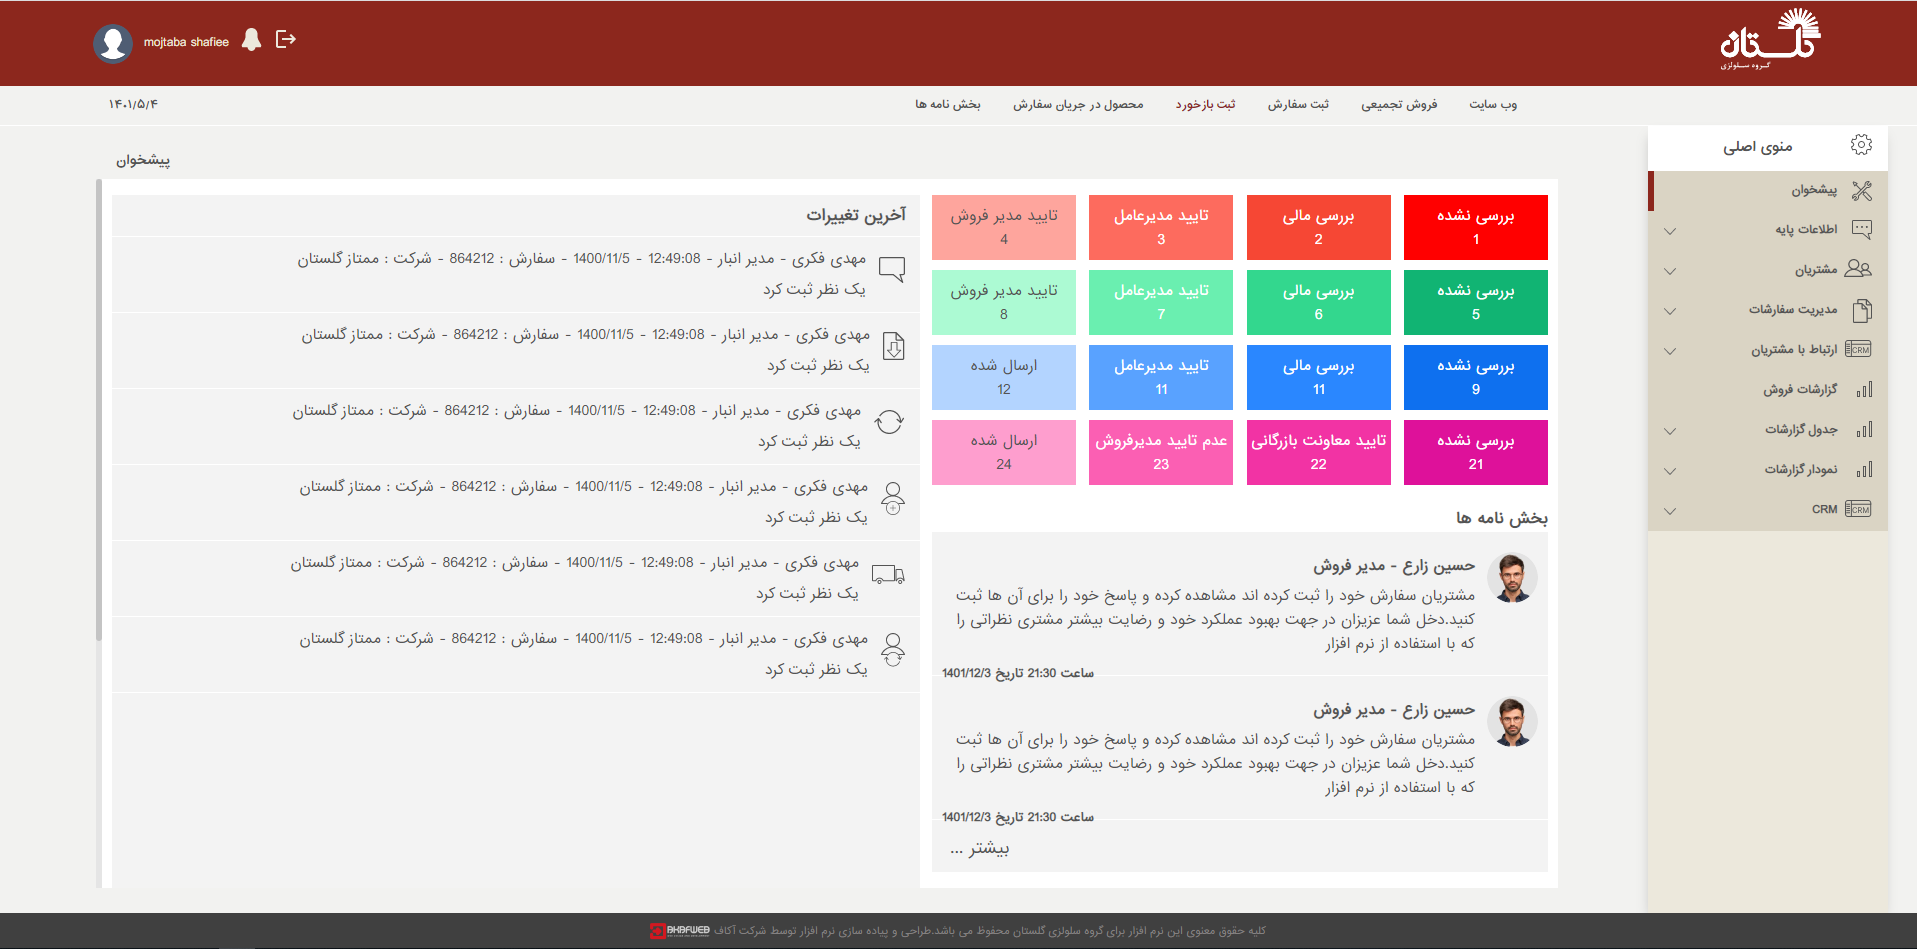 گلستان
گروه سلولزی
mojtaba shafiee
وب سایت
فروش تجمیعی
ثبت سفارش
ثبت بازخورد
محصول در جریان سفارش
بخش نامه ها
۱۴۰۱/۵/۴
منوی اصلی
پیشخوان
اطلاعات پایه
مشتریان
مدیریت سفارشات
CRM ارتباط با مشتریان
گزارشات فروش
جدول گزارشات
نمودار گزارشات
CRM CRM
پیشخوان
بررسی نشده
1
بررسی مالی
2
تایید مدیرعامل
3
تایید مدیر فروش
4
بررسی نشده
5
بررسی مالی
6
تایید مدیرعامل
7
تایید مدیر فروش
8
بررسی نشده
9
بررسی مالی
11
تایید مدیرعامل
11
ارسال شده
12
بررسی نشده
21
تایید معاونت بازرگانی
22
عدم تایید مدیرفروش
23
ارسال شده
24
بخش نامه ها
حسین زارع - مدیر فروش
مشتریان سفارش خود را ثبت کرده اند مشاهده کرده و پاسخ خود را برای آن ها ثبت
کنید.دخل شما عزیزان در جهت بهبود عملکرد خود و رضایت بیشتر مشتری نظراتی را
که با استفاده از نرم افزار
ساعت 21:30 تاریخ 1401/12/3
حسین زارع - مدیر فروش
مشتریان سفارش خود را ثبت کرده اند مشاهده کرده و پاسخ خود را برای آن ها ثبت
کنید.دخل شما عزیزان در جهت بهبود عملکرد خود و رضایت بیشتر مشتری نظراتی را
که با استفاده از نرم افزار
ساعت 21:30 تاریخ 1401/12/3
بیشتر ...
آخرین تغییرات
مهدی فکری - مدیر انبار - 12:49:08 - 1400/11/5 - سفارش : 864212 - شرکت : ممتاز گلستان
یک نظر ثبت کرد
مهدی فکری - مدیر انبار - 12:49:08 - 1400/11/5 - سفارش : 864212 - شرکت : ممتاز گلستان
یک نظر ثبت کرد
مهدی فکری - مدیر انبار - 12:49:08 - 1400/11/5 - سفارش : 864212 - شرکت : ممتاز گلستان
یک نظر ثبت کرد
مهدی فکری - مدیر انبار - 12:49:08 - 1400/11/5 - سفارش : 864212 - شرکت : ممتاز گلستان
یک نظر ثبت کرد
مهدی فکری - مدیر انبار - 12:49:08 - 1400/11/5 - سفارش : 864212 - شرکت : ممتاز گلستان
یک نظر ثبت کرد
مهدی فکری - مدیر انبار - 12:49:08 - 1400/11/5 - سفارش : 864212 - شرکت : ممتاز گلستان
یک نظر ثبت کرد
کلیه حقوق معنوی این نرم افزار برای گروه سلولزی گلستان محفوظ می باشد.طراحی و پیاده سازی نرم افزار توسط شرکت آکاف
AKAFWEB